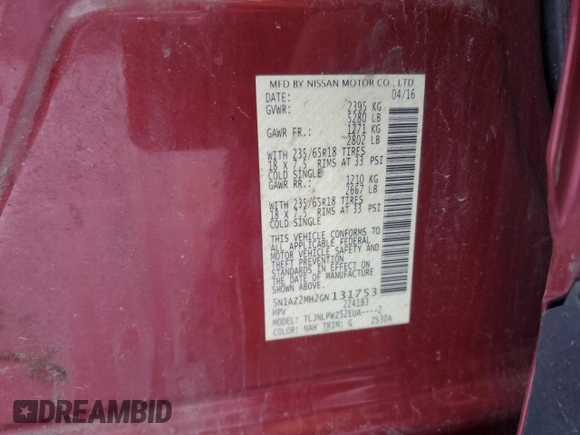 MFD BY NISSAN MOTOR CO., LTD
DATE: 04/16
GVWR: 2395 KG
5280 LB
GAWR FR.: 1271 KG
2802 LB
WITH 235/65R18 TIRES
18 X 7.5 RIMS AT 33 PSI
COLD SINGLE
GAWR RR.: 1210 KG
2667 LB
WITH 235/65R18 TIRES
18 X 7.5 RIMS AT 33 PSI
COLD SINGLE
THIS VEHICLE CONFORMS TO
ALL APPLICABLE FEDERAL
MOTOR VEHICLE SAFETY AND
THEFT PREVENTION
STANDARDS IN EFFECT ON
THE DATE OF MANUFACTURE
SHOWN ABOVE.
5N1AZ2MH2GN131753
MPV 224183
MODEL: TLJNLPWZ52EUA----2
COLOR: NAH TRIM: G 2S30A
DREAMBID